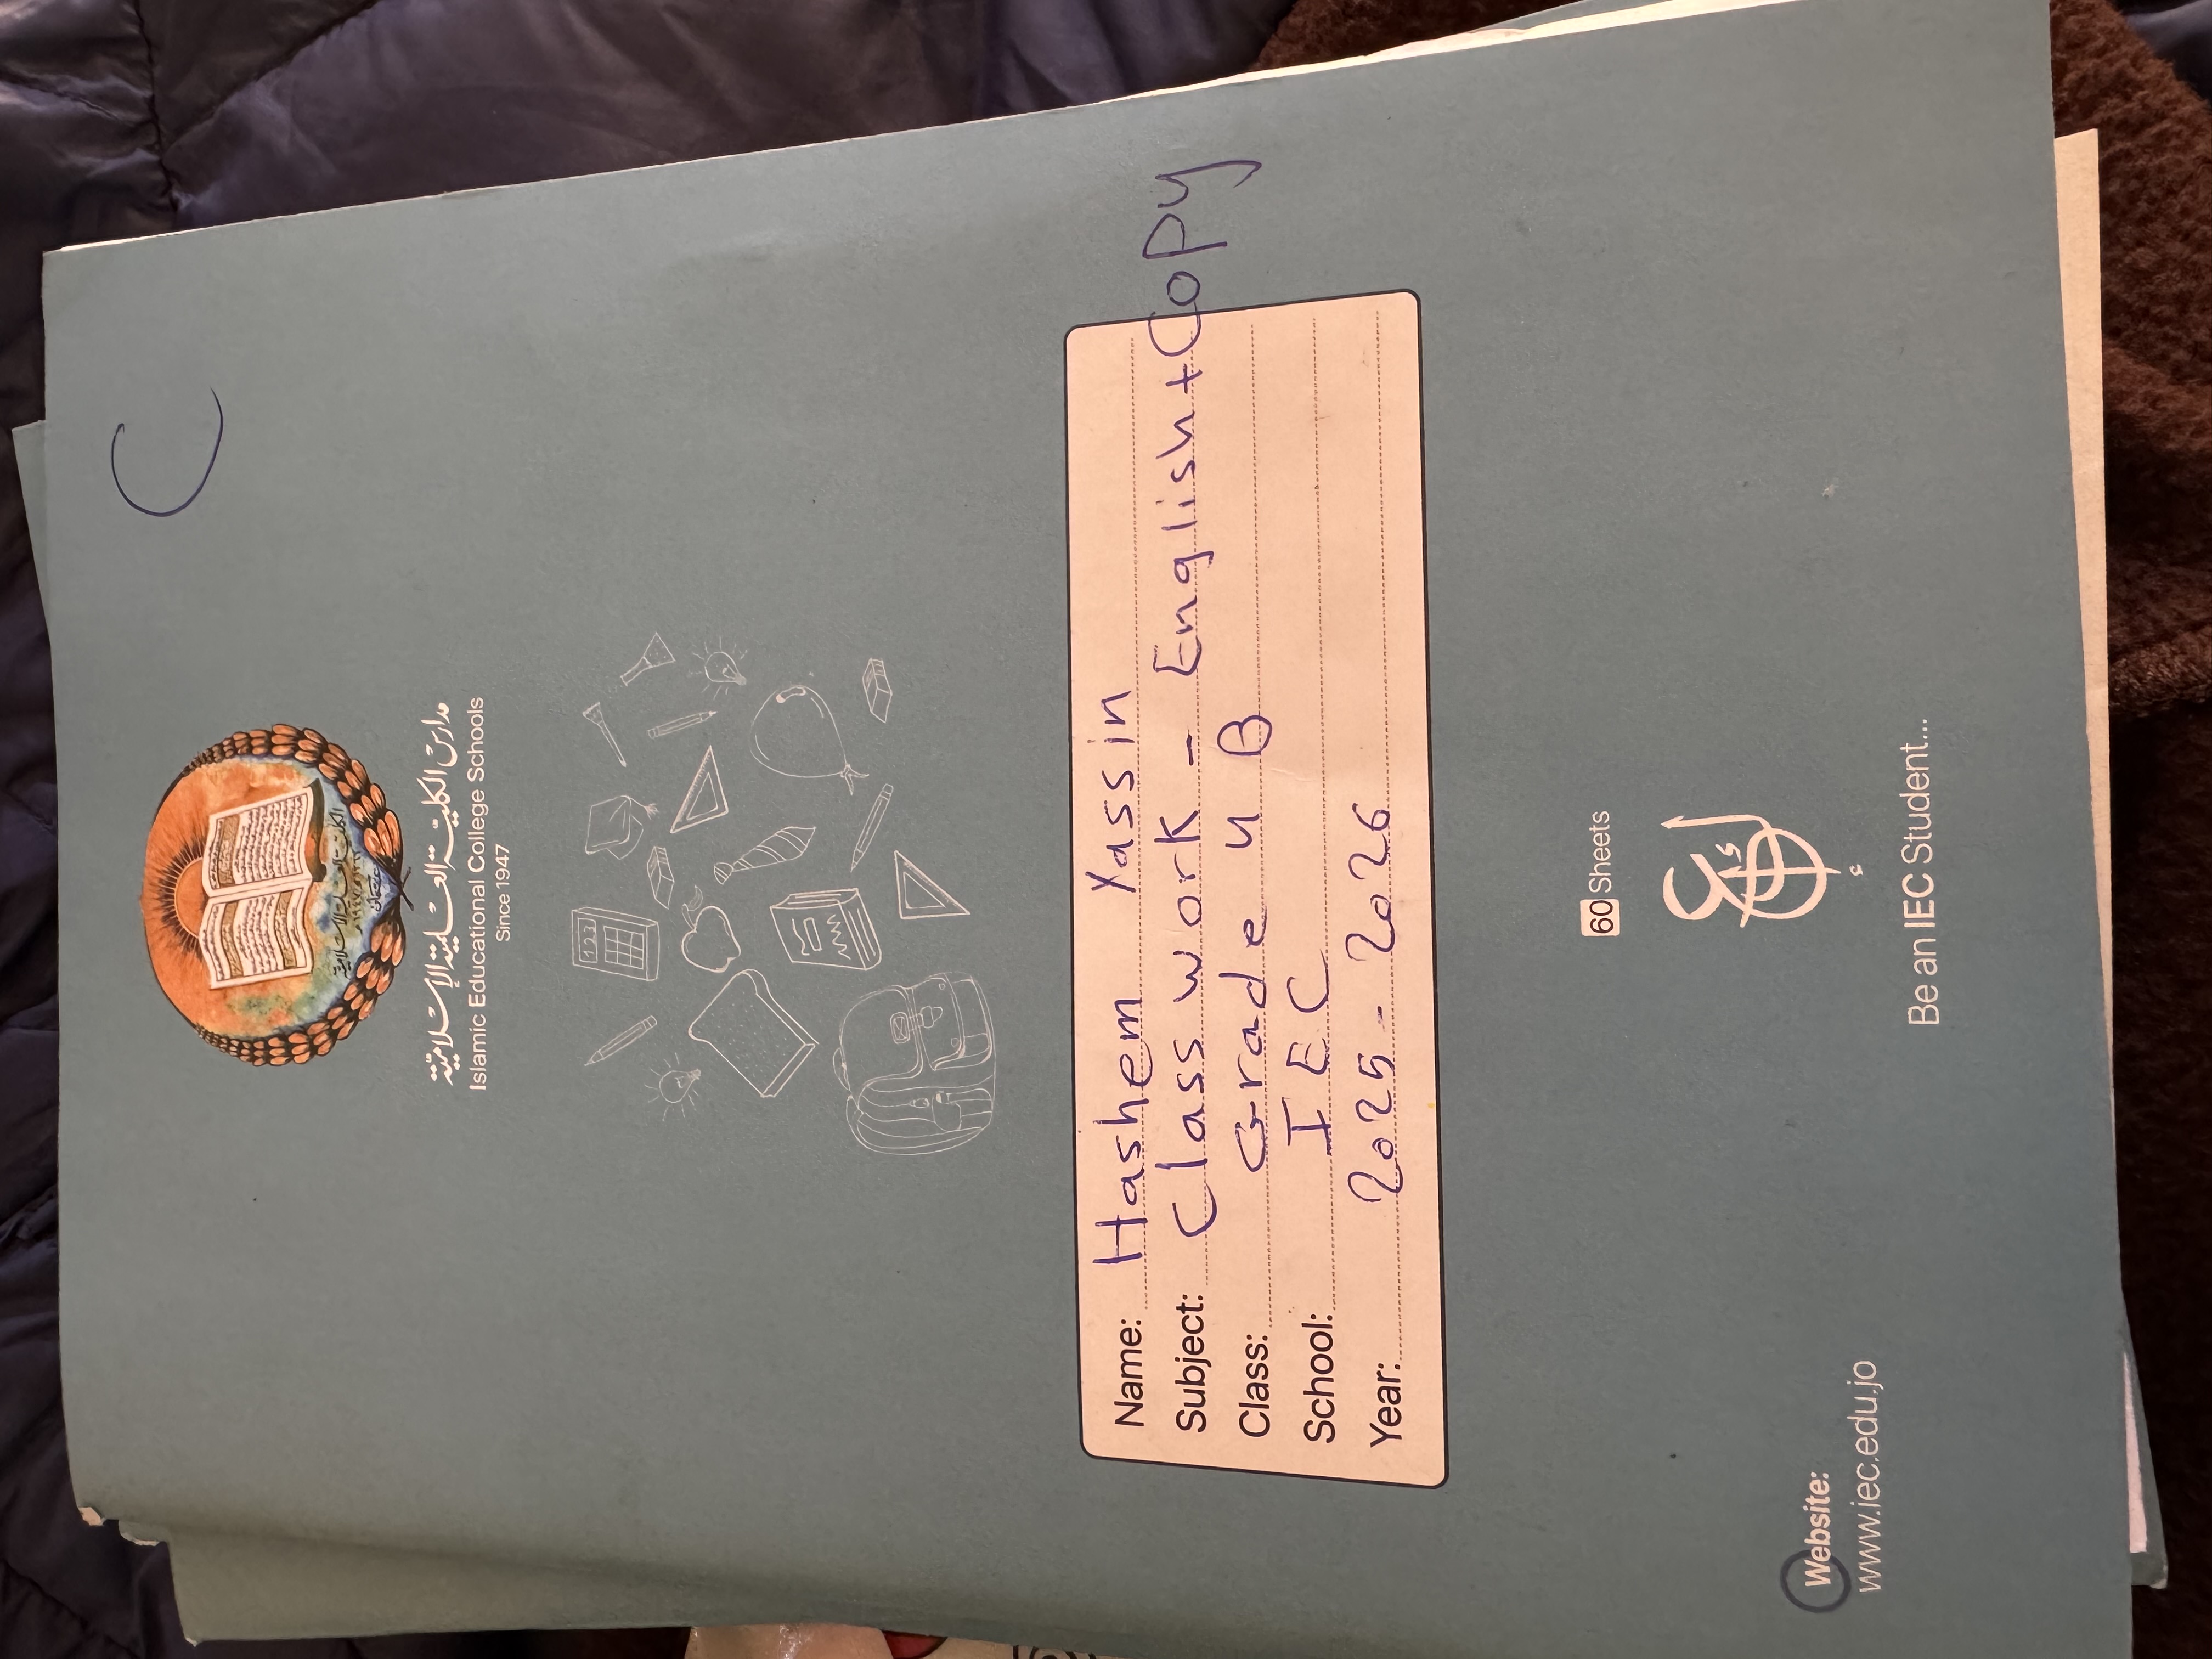 C
مدارس الكلية العلمية الإسلامية
Islamic Educational College Schools
Since 1947
Name: Hashem Yassin
Subject: Class work - English + Copy
Class: Grade 4 B
School: IEC
Year: 2025 - 2026
60 Sheets
Be an IEC Student...
Website:
www.iec.edu.jo